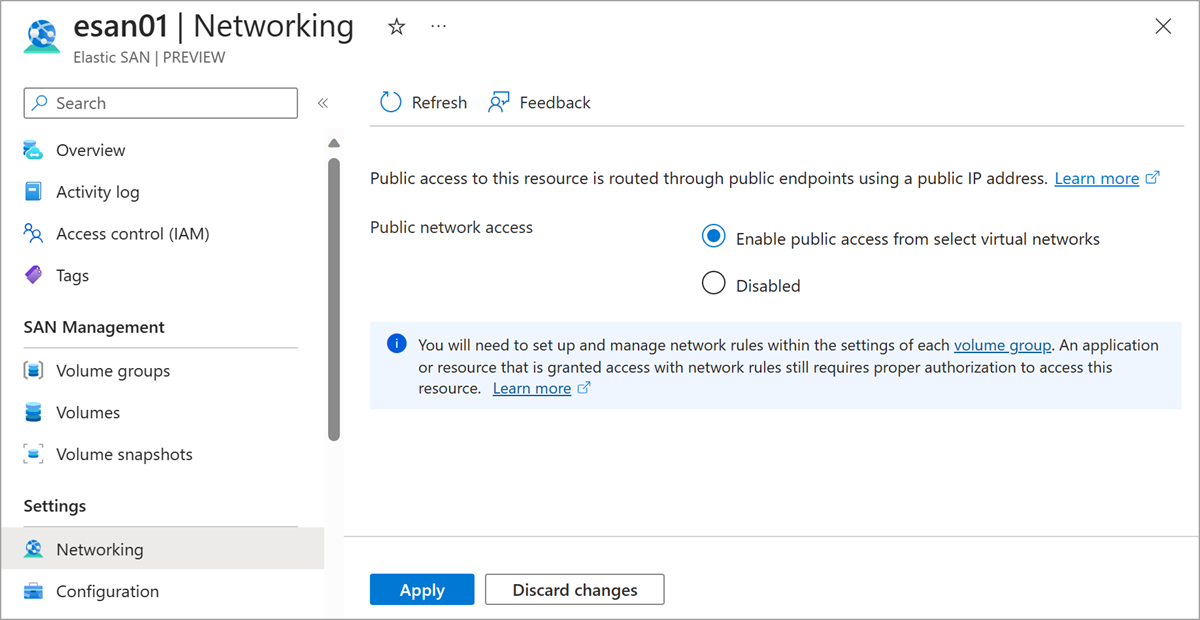 esan01 | Networking
Elastic SAN | PREVIEW
Search
Refresh
Feedback
Overview
Activity log
Access control (IAM)
Tags
SAN Management
Volume groups
Volumes
Volume snapshots
Settings
Networking
Configuration
Public access to this resource is routed through public endpoints using a public IP address. Learn more
Public network access
Enable public access from select virtual networks
Disabled
You will need to set up and manage network rules within the settings of each volume group. An application
or resource that is granted access with network rules still requires proper authorization to access this
resource. Learn more
Apply
Discard changes